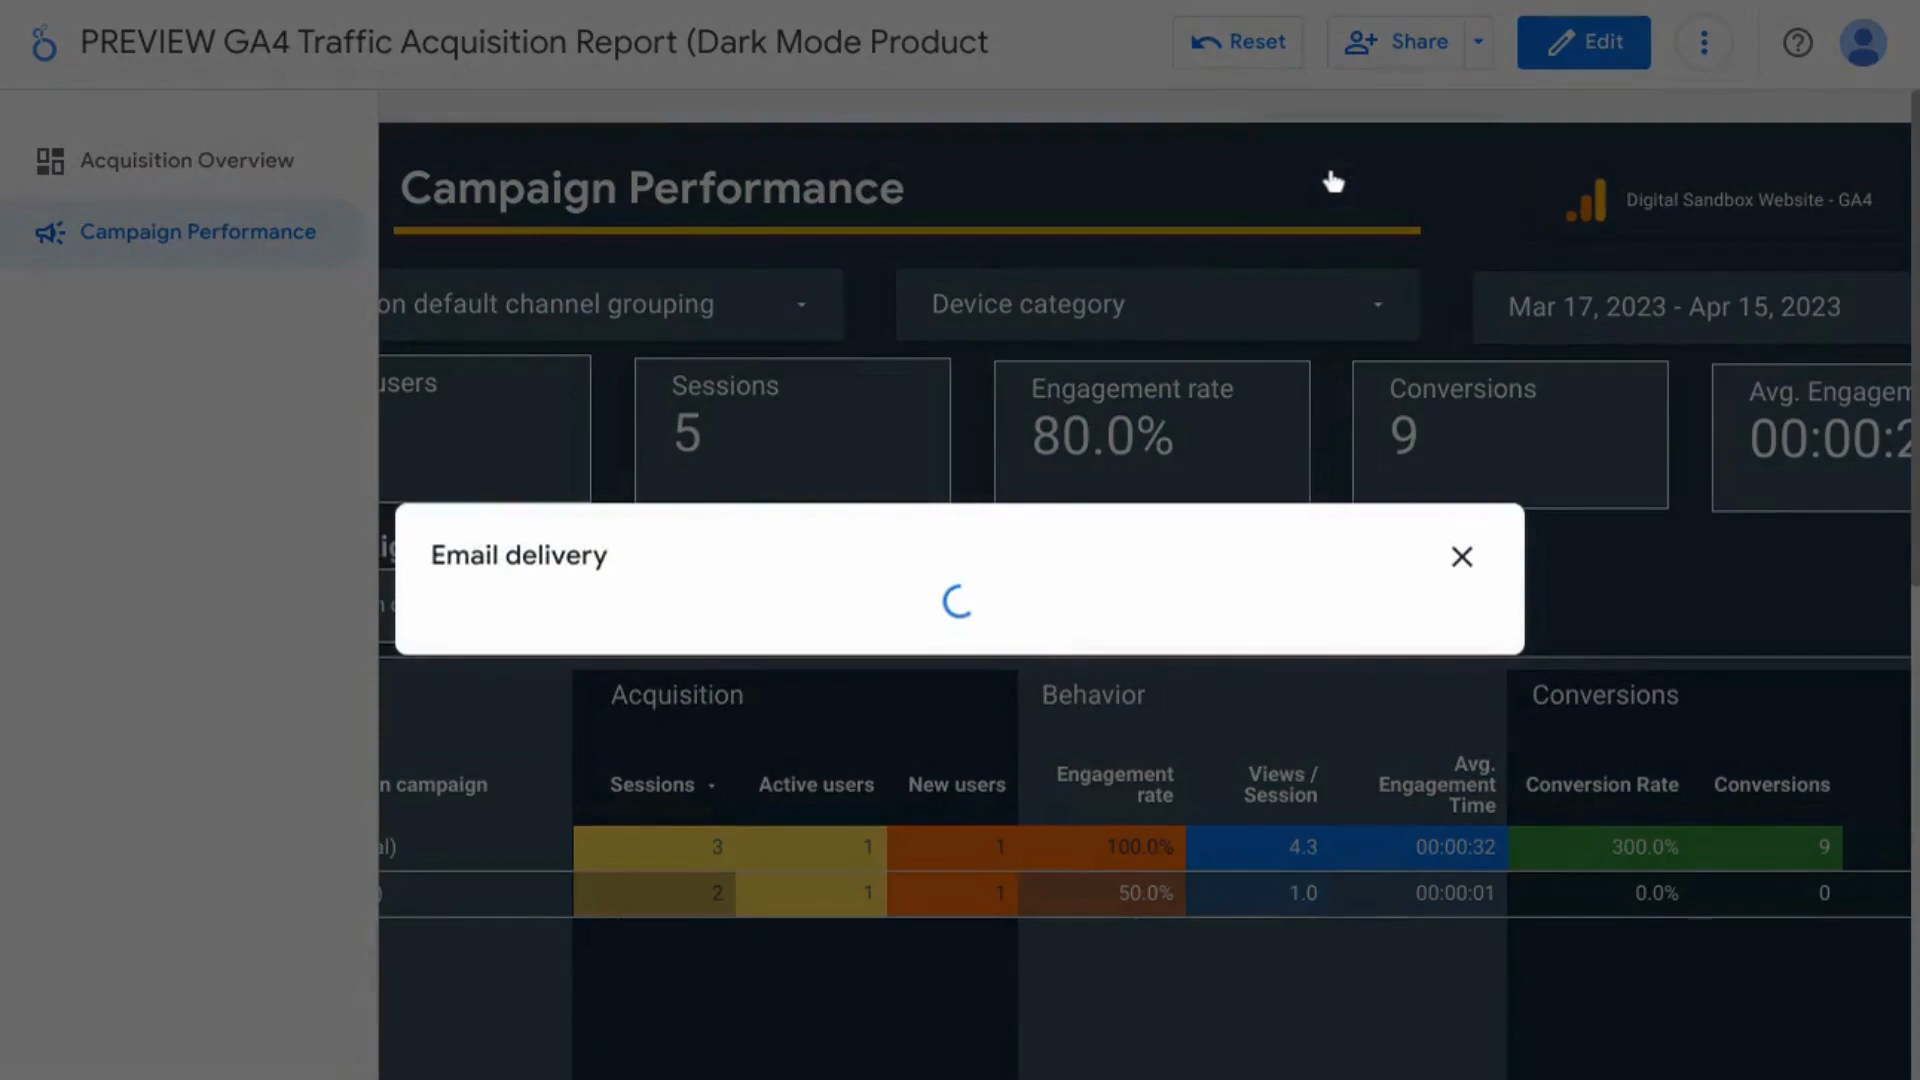 PREVIEW GA4 Traffic Acquisition Report (Dark Mode Product
Reset
Share
Edit
Acquisition Overview
Campaign Performance
Campaign Performance
Digital Sandbox Website - GA4
on default channel grouping
Device category
Mar 17, 2023 - Apr 15, 2023
users
Sessions
5
Engagement rate
80.0%
Conversions
9
Avg. Engagem
00:00:2
Email delivery
Acquisition
Behavior
Conversions
n campaign
Sessions
Active users
New users
Engagement
rate
Views /
Session
Avg.
Engagement
Time
Conversion Rate
Conversions
al) 3 1 1 100.0% 4.3 00:00:32 300.0% 9
) 2 1 1 50.0% 1.0 00:00:01 0.0% 0